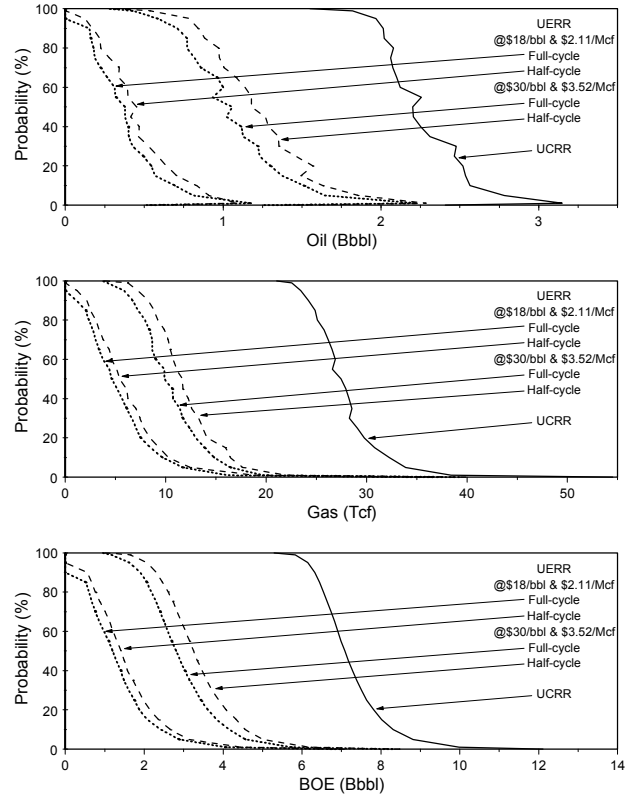 100
80
60
40
20
0
Probability (%)
UERR
@$18/bbl & $2.11/Mcf
Full-cycle
Half-cycle
@$30/bbl & $3.52/Mcf
Full-cycle
Half-cycle
UCRR
0 1 2 3
Oil (Bbbl)
100
80
60
40
20
0
Probability (%)
UERR
@$18/bbl & $2.11/Mcf
Full-cycle
Half-cycle
@$30/bbl & $3.52/Mcf
Full-cycle
Half-cycle
UCRR
0 10 20 30 40 50
Gas (Tcf)
100
80
60
40
20
0
Probability (%)
UERR
@$18/bbl & $2.11/Mcf
Full-cycle
Half-cycle
@$30/bbl & $3.52/Mcf
Full-cycle
Half-cycle
UCRR
0 2 4 6 8 10 12 14
BOE (Bbbl)